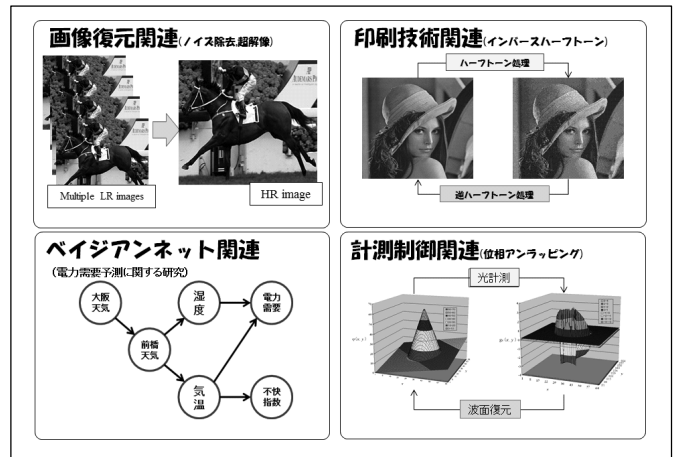 画像復元関連(ノイズ除去,超解像)
Multiple LR images
HR image
印刷技術関連(インバースハーフトーン)
ハーフトーン処理
逆ハーフトーン処理
ベイジアンネット関連
(電力需要予測に関する研究)
大阪
天気
前橋
天気
湿
度
気
温
電力
需要
不快
指数
計測制御関連(位相アンラッピング)
光計測
波面復元